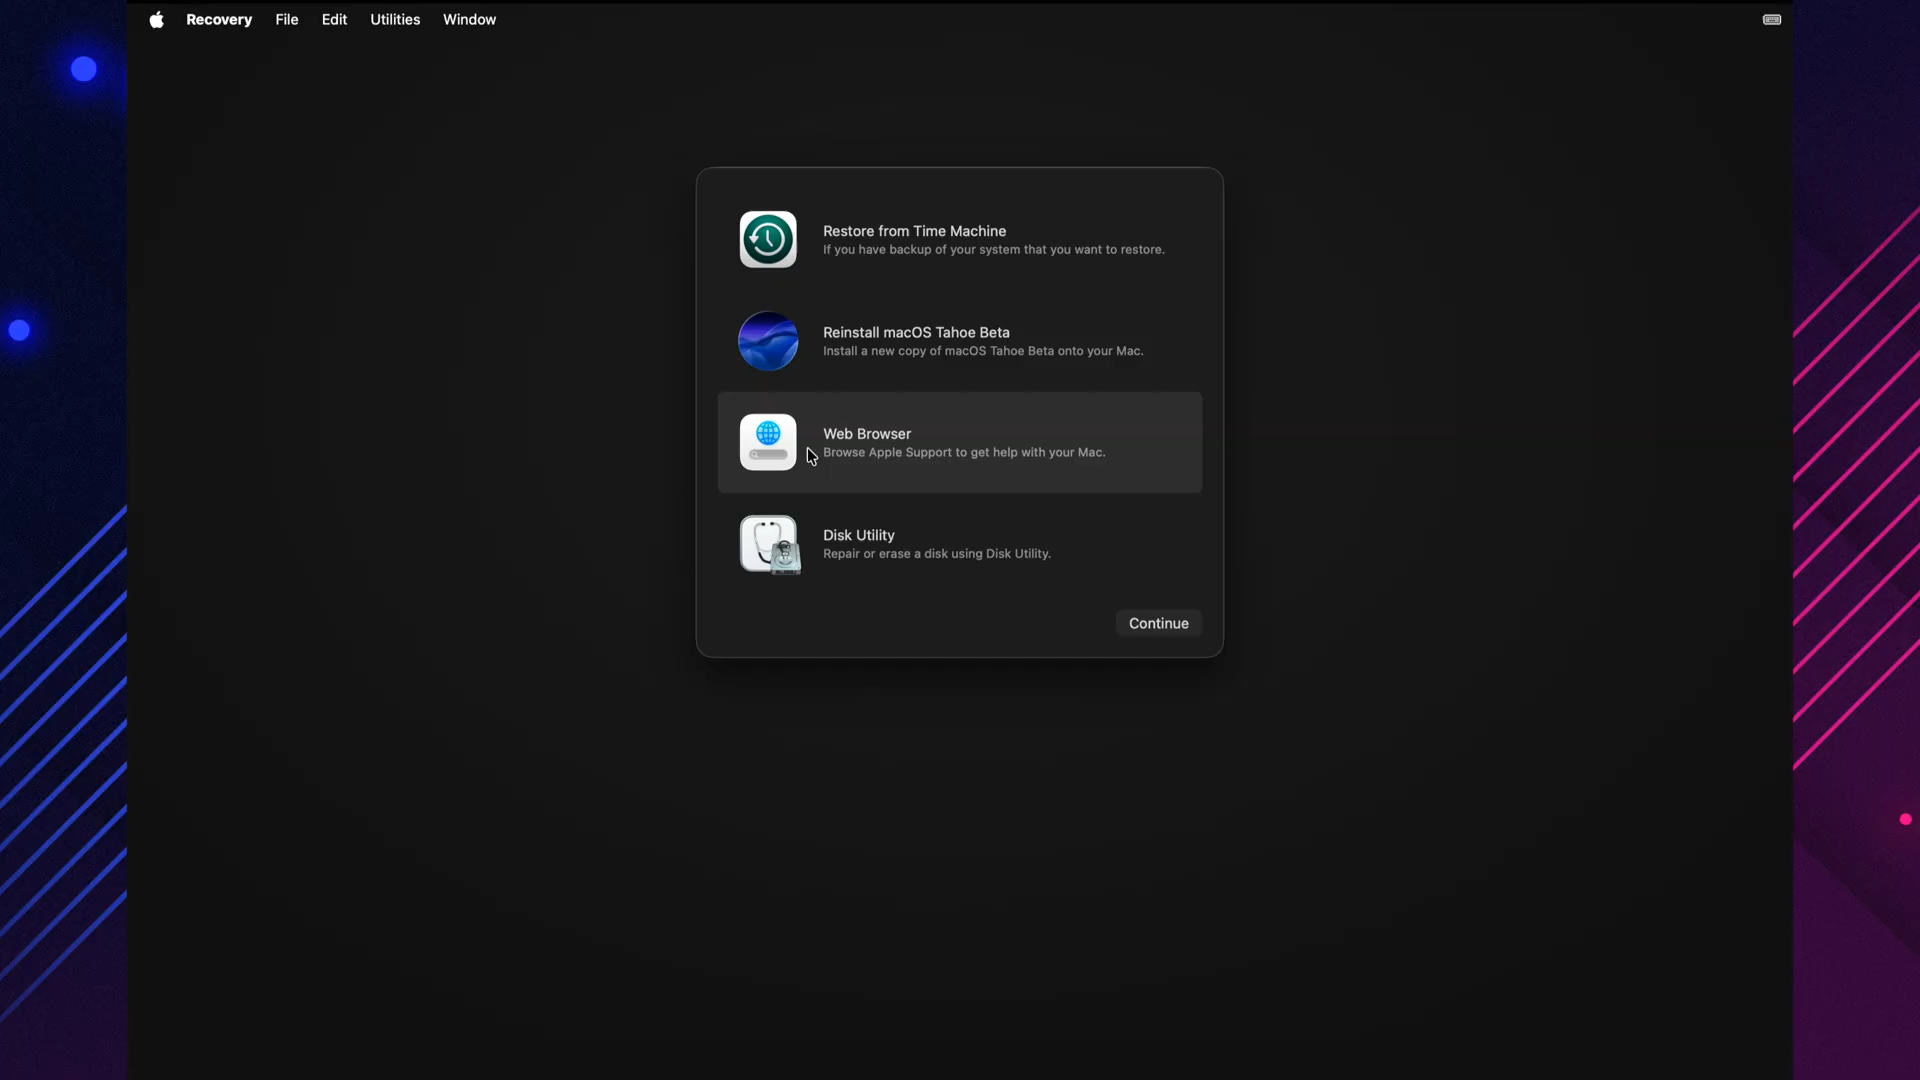 Recovery File Edit Utilities Window
Restore from Time Machine
If you have backup of your system that you want to restore.
Reinstall macOS Tahoe Beta
Install a new copy of macOS Tahoe Beta onto your Mac.
Web Browser
Browse Apple Support to get help with your Mac.
Disk Utility
Repair or erase a disk using Disk Utility.
Continue